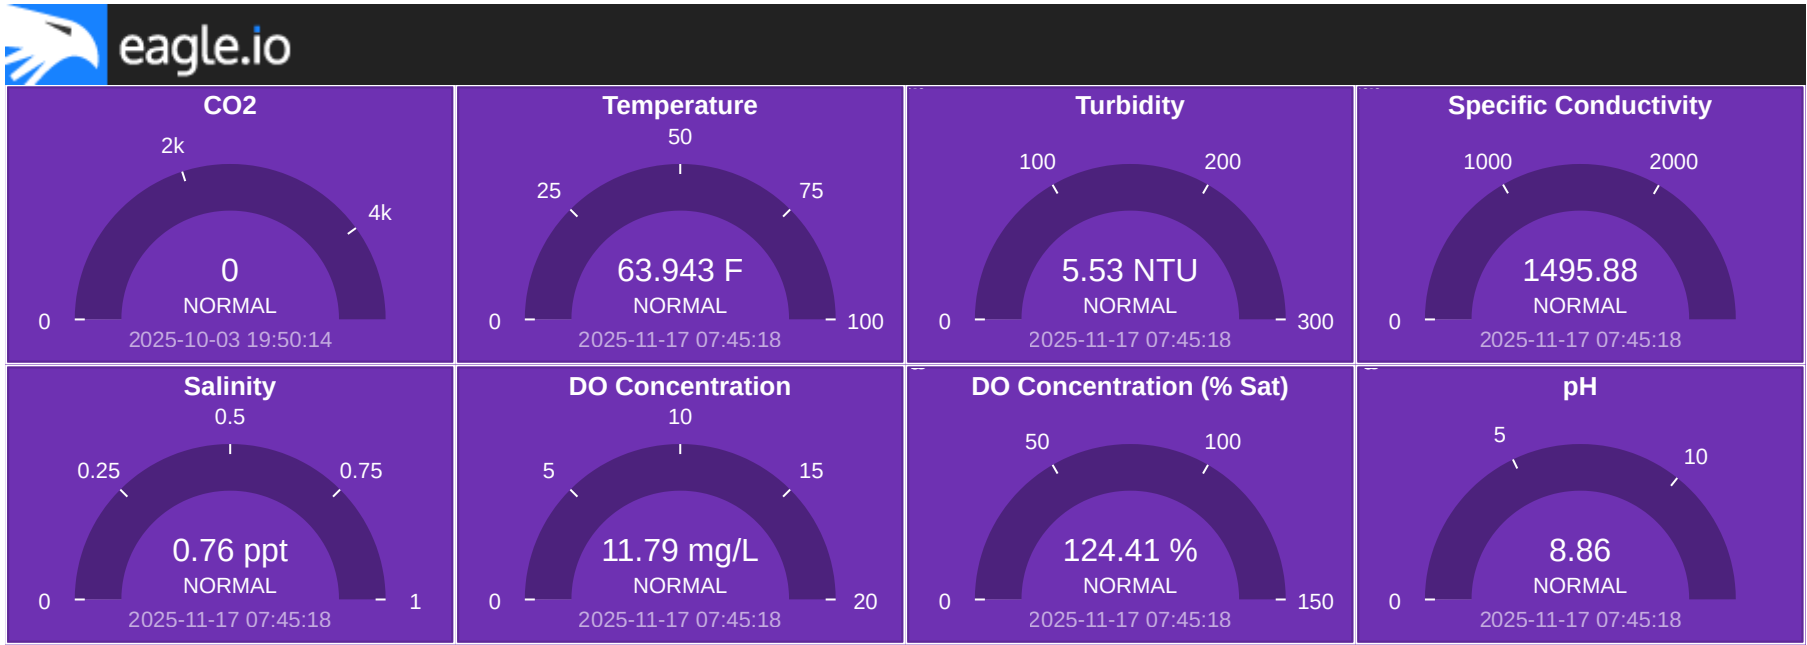 eagle.io
CO2
2k
4k
0
0
NORMAL
2025-10-03 19:50:14
Temperature
50
25
75
63.943 F
NORMAL
0
100
2025-11-17 07:45:18
Turbidity
100
200
5.53 NTU
NORMAL
0
300
2025-11-17 07:45:18
Specific Conductivity
1000
2000
1495.88
NORMAL
0
2025-11-17 07:45:18
Salinity
0.5
0.25
0.75
0.76 ppt
NORMAL
0
1
2025-11-17 07:45:18
DO Concentration
10
5
15
11.79 mg/L
NORMAL
0
20
2025-11-17 07:45:18
DO Concentration (% Sat)
50
100
124.41 %
NORMAL
0
150
2025-11-17 07:45:18
pH
5
10
8.86
NORMAL
0
2025-11-17 07:45:18